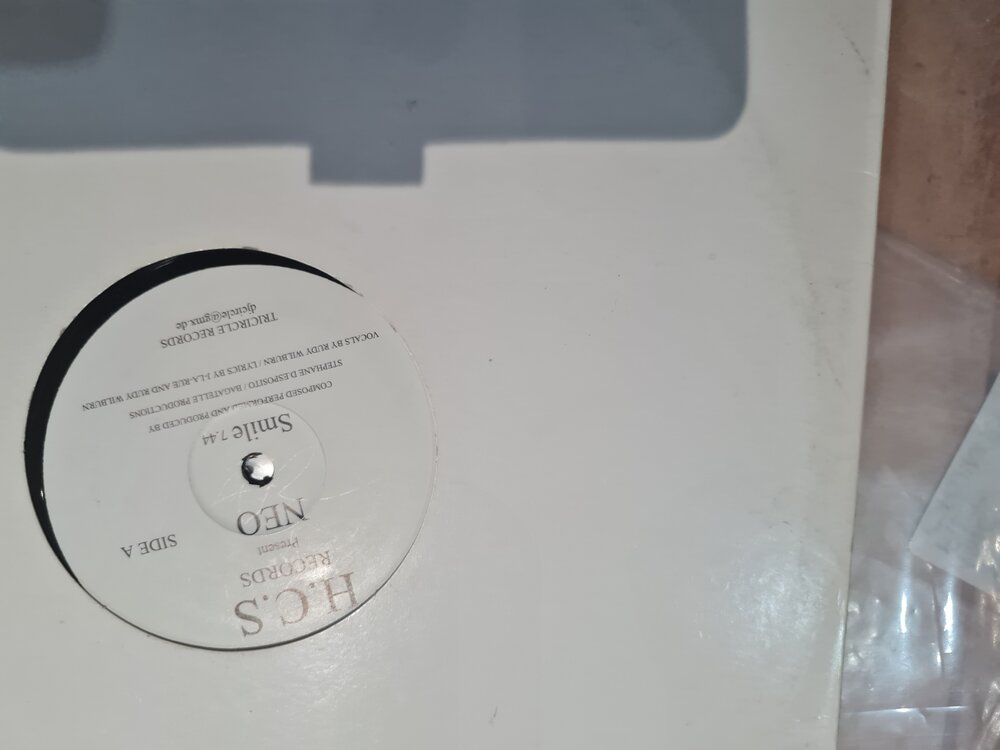 H.C.S
RECORDS
Present
NEO
SIDE A
Smile 7.44
COMPOSED PERFORMED AND PRODUCED BY
STEPHANE D.ESPOSITO / BAGATELLE PRODUCTIONS
VOCALS BY RUDY WILBURN / LYRICS BY J-LA-RUE AND RUDY WILBURN
TRICIRCLE RECORDS
djcircle@gmx.de